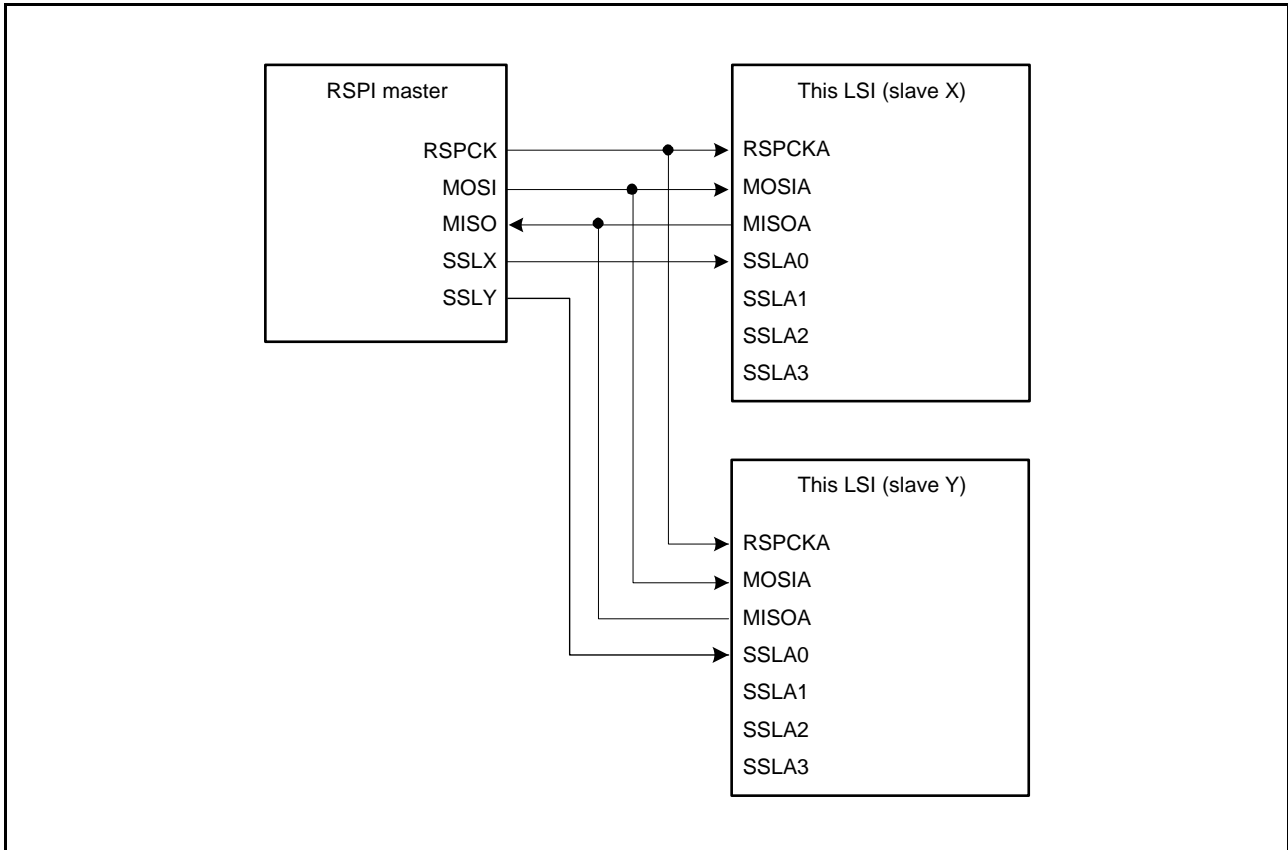 RSPI master
RSPCK
MOSI
MISO
SSLX
SSLY
This LSI (slave X)
RSPCKA
MOSIA
MISOA
SSLA0
SSLA1
SSLA2
SSLA3
This LSI (slave Y)
RSPCKA
MOSIA
MISOA
SSLA0
SSLA1
SSLA2
SSLA3